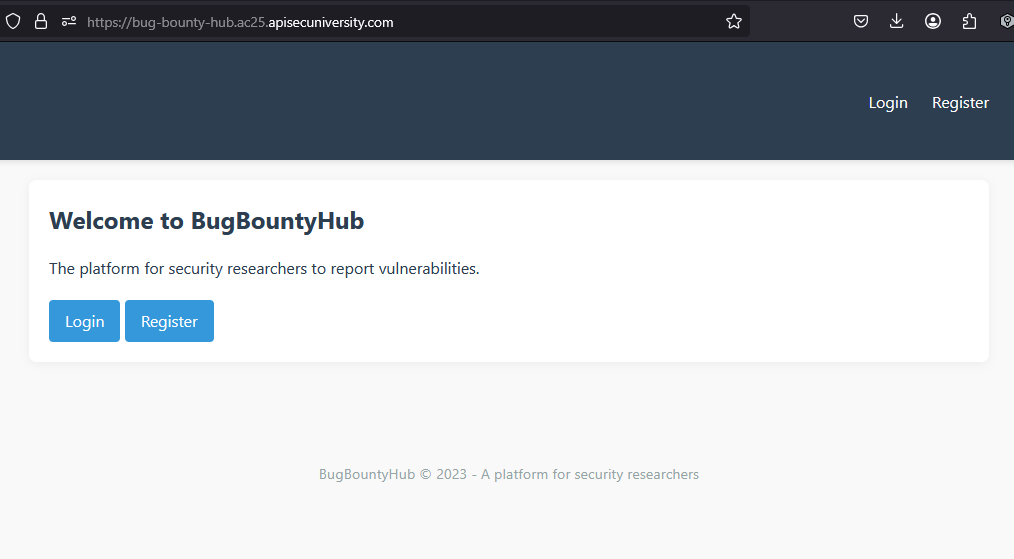 https://bug-bounty-hub.ac25.apisecuniversity.com
Login Register
Welcome to BugBountyHub
The platform for security researchers to report vulnerabilities.
Login Register
BugBountyHub © 2023 - A platform for security researchers